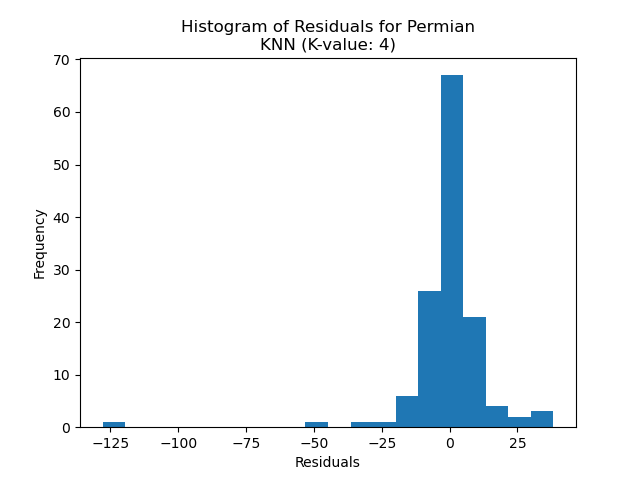 Histogram of Residuals for Permian
KNN (K-value: 4)
70
60
50
40
30
20
10
0
Frequency
−125 −100 −75 −50 −25 0 25
Residuals